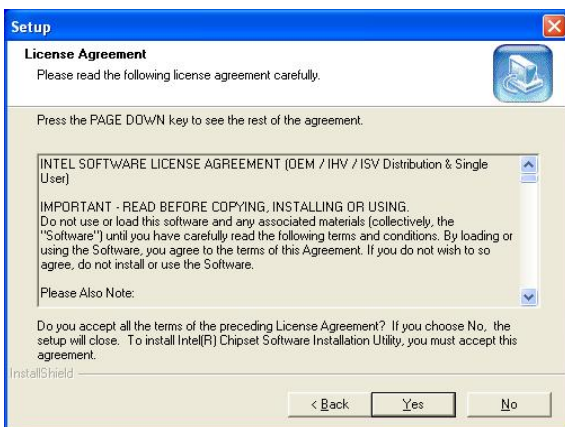 Setup
License Agreement
Please read the following license agreement carefully.
Press the PAGE DOWN key to see the rest of the agreement.
INTEL SOFTWARE LICENSE AGREEMENT (OEM / IHV / ISV Distribution & Single
User)
IMPORTANT - READ BEFORE COPYING, INSTALLING OR USING.
Do not use or load this software and any associated materials (collectively, the
"Software") until you have carefully read the following terms and conditions. By loading or
using the Software, you agree to the terms of this Agreement. If you do not wish to so
agree, do not install or use the Software.
Please Also Note:
Do you accept all the terms of the preceding License Agreement? If you choose No, the
setup will close. To install Intel(R) Chipset Software Installation Utility, you must accept this
agreement.
InstallShield
< Back
Yes
No